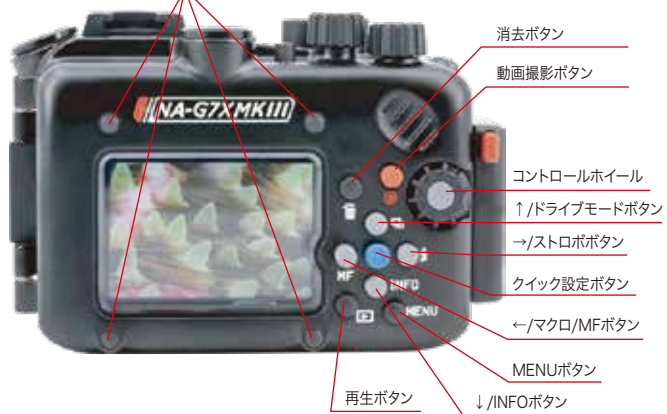 消去ボタン
動画撮影ボタン
NA-G7XMKIII
コントロールホイール
↑/ドライブモードボタン
→/ストロボボタン
MF
クイック設定ボタン
INFO
MENU
←/マクロ/MFボタン
MENUボタン
再生ボタン
↓/INFOボタン